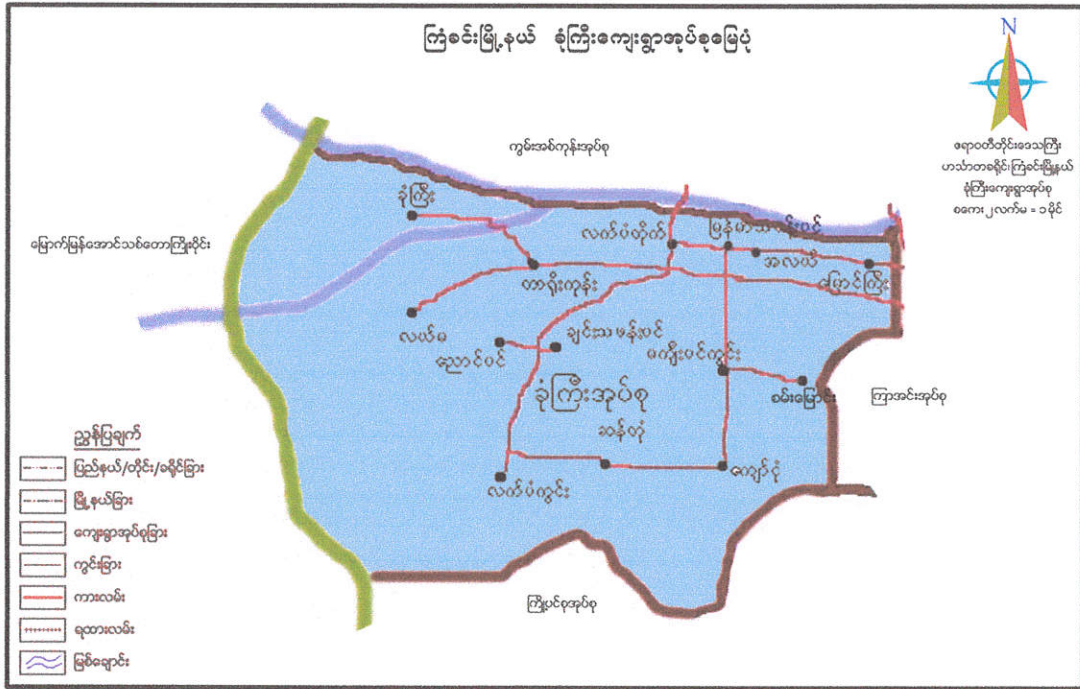 ကြံခင်းမြို့နယ် ခုံကြီးကျေးရွာအုပ်စုမြေပုံ
N
ဧရာဝတီတိုင်းဒေသကြီး
ဟင်္သာတခရိုင်၊ကြံခင်းမြို့နယ်
ခုံကြီးကျေးရွာအုပ်စု
စကေး ၂လက်မ = ၁မိုင်
ကွမ်းအစ်ကုန်းအုပ်စု
ခုံကြီး
လက်ပံတိုက်
အလယ်
မြောင်ကြီး
မြောက်မြန်အောင်သစ်တောကြိုးဝိုင်း
တာရိုးကုန်း
လယ်မ
ညောင်ဝင်
ချင်းသဖန်းပင်
မကျီးပင်ကွင်း
စမ်းမြောင်း
ကြာအင်းအုပ်စု
ခုံကြီးအုပ်စု
ဆန်တုံ
လက်ပံကွင်း
ကျော်ငုံ
ကြို့ပင်စုအုပ်စု
ညွှန်ပြချက်
ပြည်နယ်/တိုင်း/ခရိုင်ခြား
မြို့နယ်ခြား
ကျေးရွာအုပ်စုခြား
ကွင်းခြား
ကားလမ်း
ရထားလမ်း
မြစ်ချောင်း